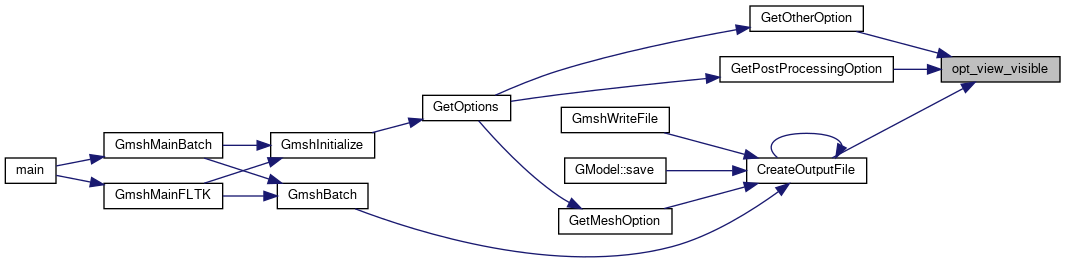 GetOtherOption
opt_view_visible
GetPostProcessingOption
GetOptions
GmshWriteFile
GmshMainBatch
GmshInitialize
main
GModel::save
CreateOutputFile
GmshMainFLTK
GmshBatch
GetMeshOption